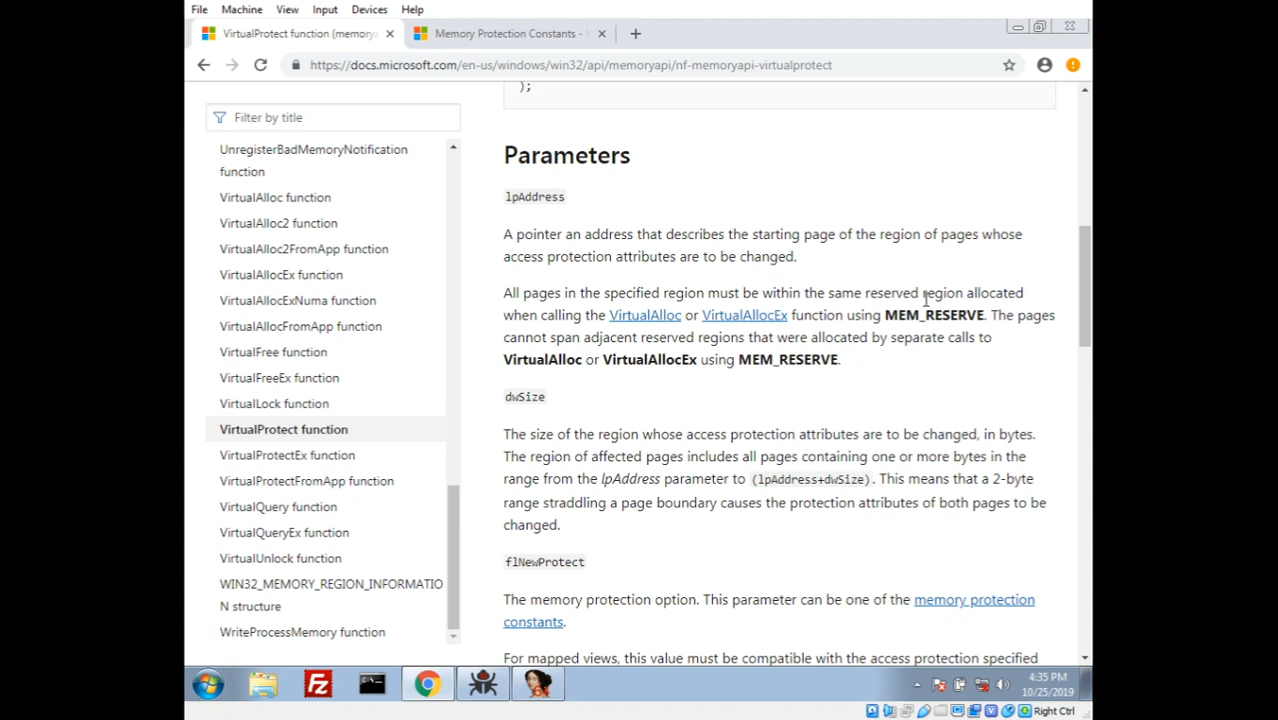 File Machine View Input Devices Help
VirtualProtect function (memorya
Memory Protection Constants - V
https://docs.microsoft.com/en-us/windows/win32/api/memoryapi/nf-memoryapi-virtualprotect
Filter by title
UnregisterBadMemoryNotification
function
VirtualAlloc function
VirtualAlloc2 function
VirtualAlloc2FromApp function
VirtualAllocEx function
VirtualAllocExNuma function
VirtualAllocFromApp function
VirtualFree function
VirtualFreeEx function
VirtualLock function
VirtualProtect function
VirtualProtectEx function
VirtualProtectFromApp function
VirtualQuery function
VirtualQueryEx function
VirtualUnlock function
WIN32_MEMORY_REGION_INFORMATIO
N structure
WriteProcessMemory function
);
Parameters
lpAddress
A pointer an address that describes the starting page of the region of pages whose
access protection attributes are to be changed.
All pages in the specified region must be within the same reserved region allocated
when calling the VirtualAlloc or VirtualAllocEx function using MEM_RESERVE. The pages
cannot span adjacent reserved regions that were allocated by separate calls to
VirtualAlloc or VirtualAllocEx using MEM_RESERVE.
dwSize
The size of the region whose access protection attributes are to be changed, in bytes.
The region of affected pages includes all pages containing one or more bytes in the
range from the lpAddress parameter to (lpAddress+dwSize). This means that a 2-byte
range straddling a page boundary causes the protection attributes of both pages to be
changed.
flNewProtect
The memory protection option. This parameter can be one of the memory protection
constants.
For mapped views, this value must be compatible with the access protection specified
4:35 PM
10/25/2019
Right Ctrl